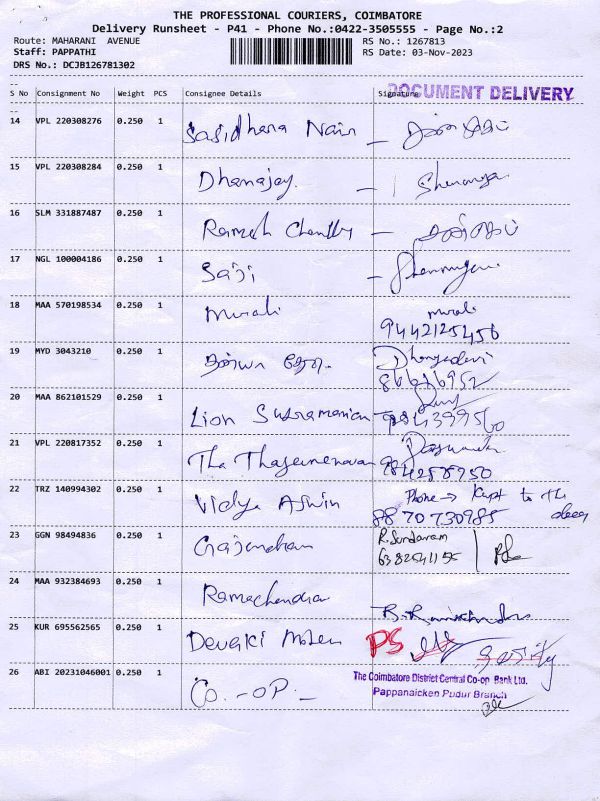 THE PROFESSIONAL COURIERS, COIMBATORE
Delivery Runsheet - P41 - Phone No.:0422-3505555 - Page No.:2
Route: MAHARANI AVENUE RS No.: 1267813
Staff: PAPPATHI RS Date: 03-Nov-2023
DRS No.: DCJB126781302
S No Consignment No Weight PCS Consignee Details Signature DOCUMENT DELIVERY
14 VPL 220308276 0.250 1 Sasidhara Nair
15 VPL 220308284 0.250 1 Dhanajay
16 SLM 331887487 0.250 1 Ramesh
17 NGL 100004186 0.250 1 Saji
18 MAA 570198534 0.250 1 Murali murali
9442125456
19 MYD 3043210 0.250 1 Dhanyadevi
20 MAA 862101529 0.250 1 Lion
21 VPL 220817352 0.250 1
22 TRZ 140994302 0.250 1 Vidya Aswin Phone → Kept to the
8870730985
23 GGN 98494836 0.250 1 R. Sundaram
24 MAA 932384693 0.250 1 Ramachandra
25 KUR 695562565 0.250 1 Devaki PS
26 ABI 20231046001 0.250 1 Co.-op.-
The Coimbatore District Central Co-op Bank Ltd.
Pappanaicken Pudur Branch